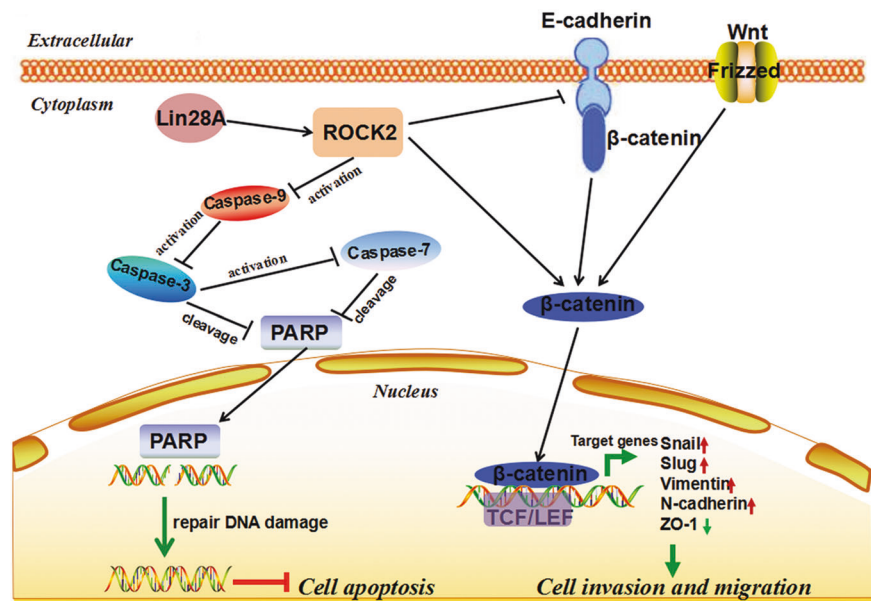 E-cadherin
Wnt
Extracellular
Frizzed
Cytoplasm
Lin28A
ROCK2
β-catenin
activation
Caspase-9
activation
Caspase-7
activation
Caspase-3
cleavage
cleavage
β-catenin
PARP
Nucleus
PARP
Target genes
Snail
Slug
Vimentin
N-cadherin
ZO-1
β-catenin
TCF/LEF
repair DNA damage
Cell apoptosis
Cell invasion and migration